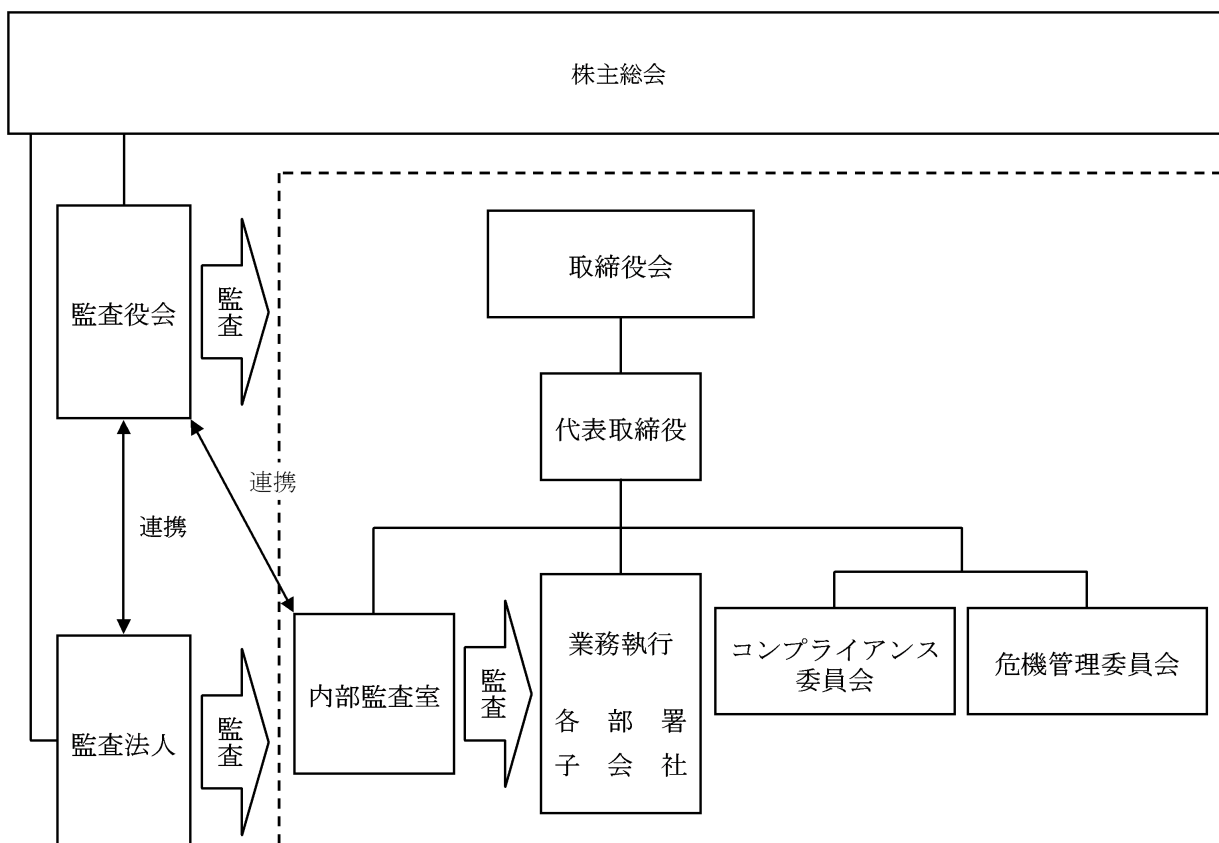 株主総会
取締役会
監査役会
監査
代表取締役
連携
連携
内部監査室
監査
業務執行
各部署
子会社
コンプライアンス
委員会
危機管理委員会
監査法人
監査